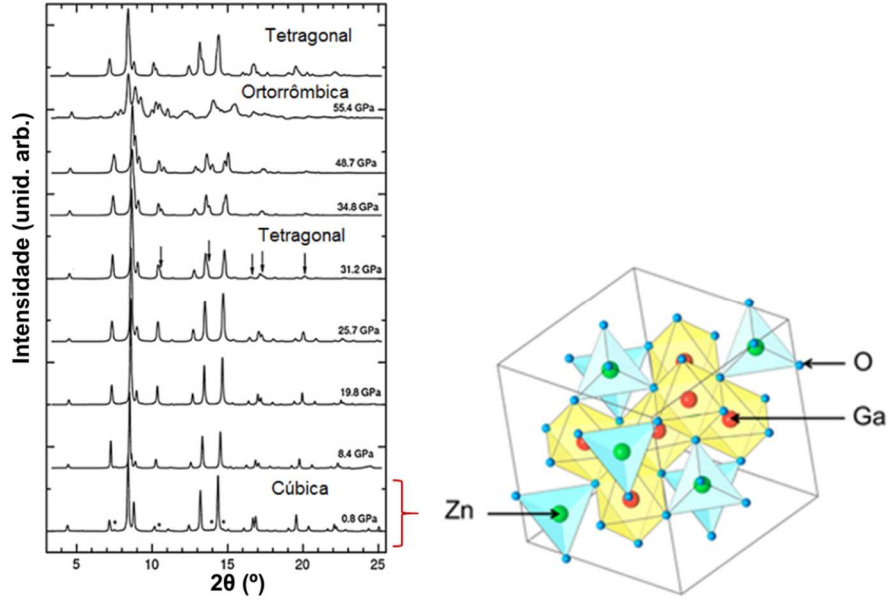 Intensidade (unid. arb.)
Tetragonal
Ortorrômbica
55.4 GPa
48.7 GPa
34.8 GPa
Tetragonal
31.2 GPa
25.7 GPa
19.8 GPa
8.4 GPa
Cúbica
0.8 GPa
5 10 15 20 25
2θ (º)
O
Ga
Zn